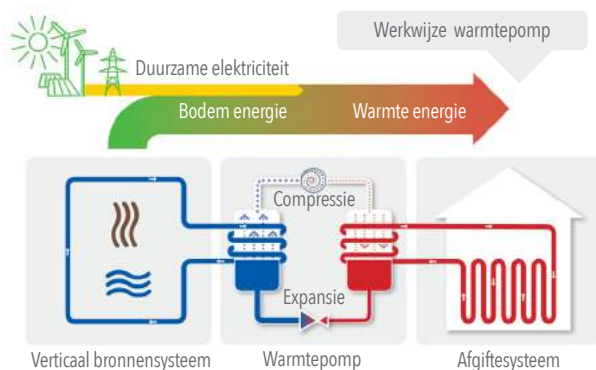 Werkwijze warmtepomp
Duurzame elektriciteit
Bodem energie
Warmte energie
Compressie
Expansie
Verticaal bronnensysteem
Warmtepomp
Afgiftesysteem